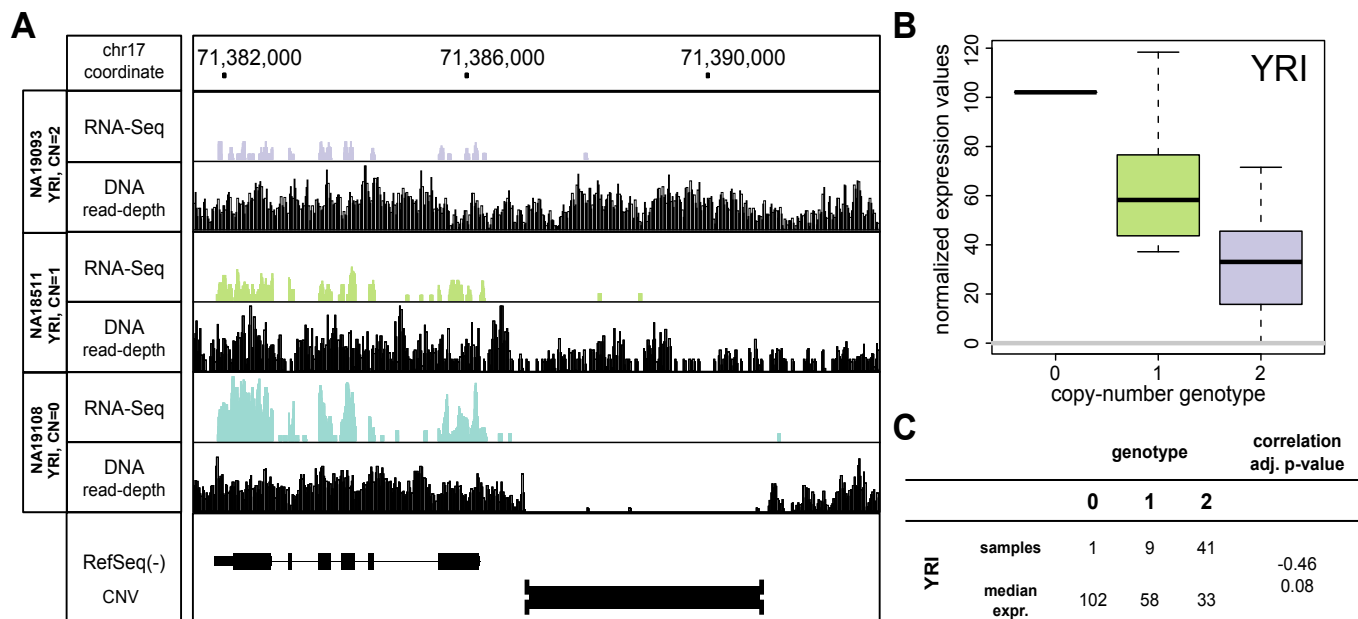 A
chr17
coordinate
71,382,000 71,386,000 71,390,000
NA19093
YRI, CN=2
RNA-Seq
DNA
read-depth
NA18511
YRI, CN=1
RNA-Seq
DNA
read-depth
NA19108
YRI, CN=0
RNA-Seq
DNA
read-depth
RefSeq(-)
CNV
B
YRI
normalized expression values
120
100
80
60
40
20
0
0 1 2
copy-number genotype
C
genotype
correlation
adj. p-value
0 1 2
YRI
samples 1 9 41
-0.46
0.08
median
expr.
102 58 33